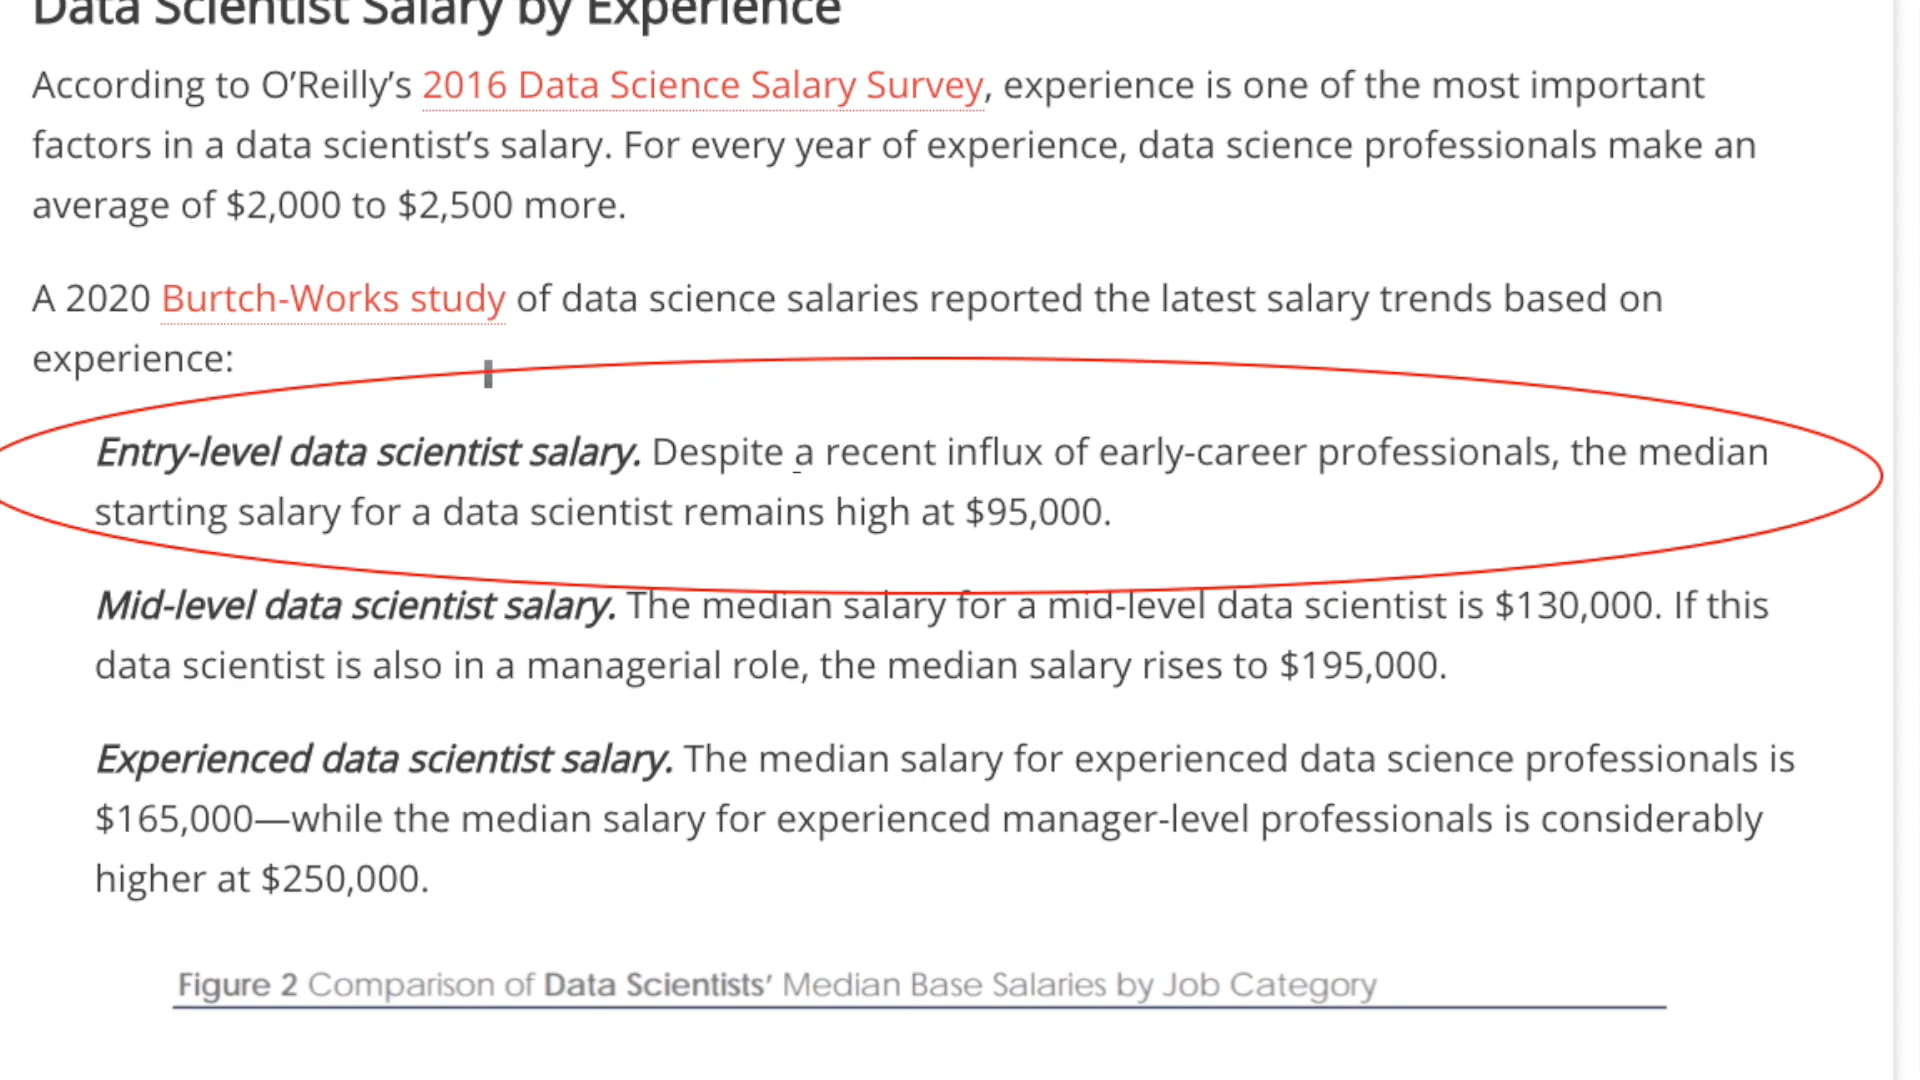 Data Scientist Salary by Experience
According to O’Reilly’s 2016 Data Science Salary Survey, experience is one of the most important
factors in a data scientist’s salary. For every year of experience, data science professionals make an
average of $2,000 to $2,500 more.
A 2020 Burtch-Works study of data science salaries reported the latest salary trends based on
experience:
Entry-level data scientist salary. Despite a recent influx of early-career professionals, the median
starting salary for a data scientist remains high at $95,000.
Mid-level data scientist salary. The median salary for a mid-level data scientist is $130,000. If this
data scientist is also in a managerial role, the median salary rises to $195,000.
Experienced data scientist salary. The median salary for experienced data science professionals is
$165,000—while the median salary for experienced manager-level professionals is considerably
higher at $250,000.
Figure 2 Comparison of Data Scientists’ Median Base Salaries by Job Category